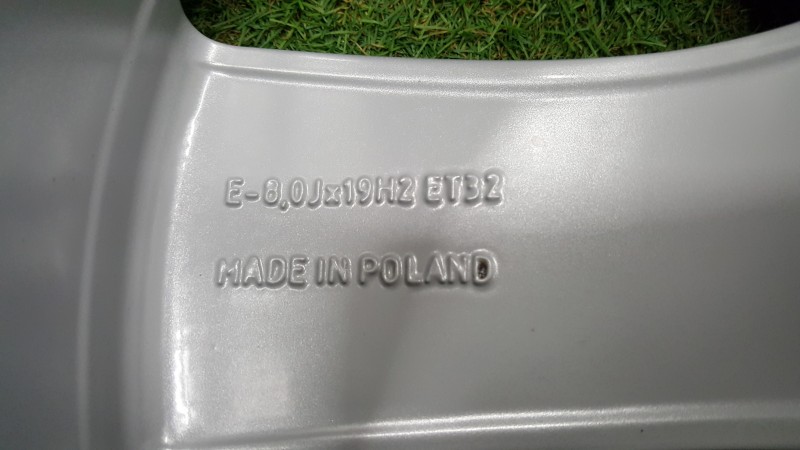 E-8,0Jx19H2 ET32
MADE IN POLAND